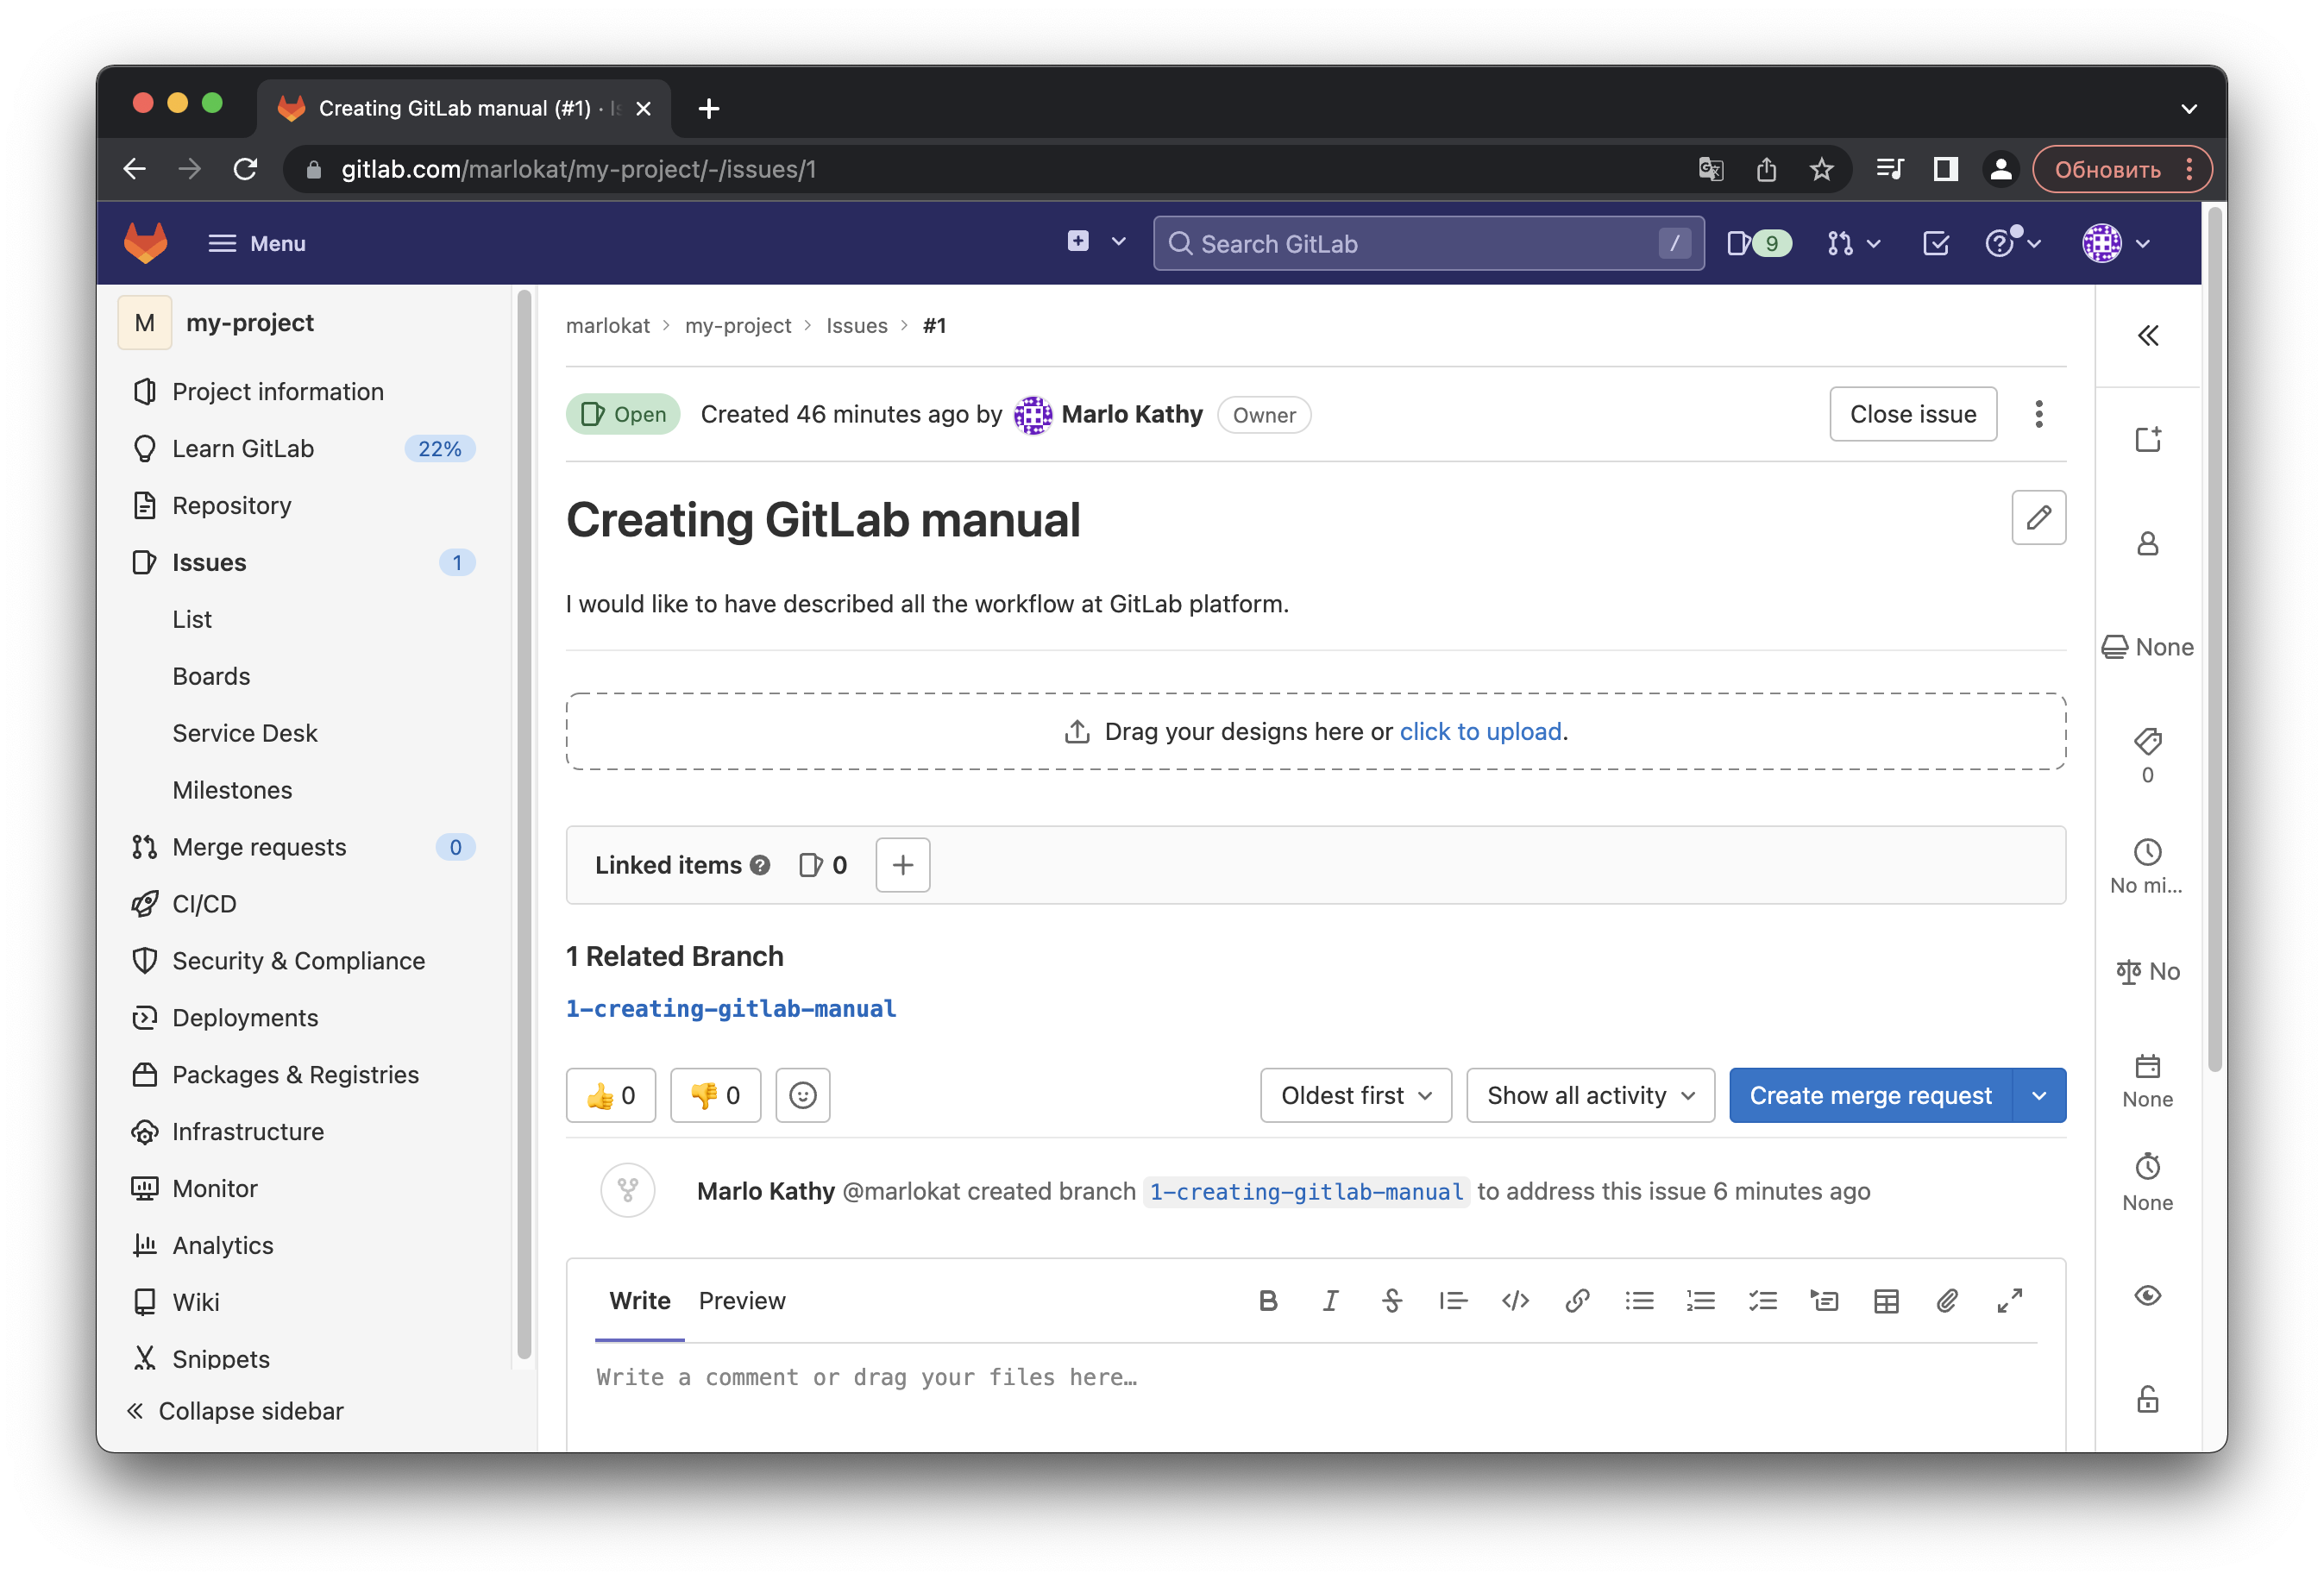 Creating GitLab manual (#1) · Is
gitlab.com/marlokat/my-project/-/issues/1
Обновить
Menu
Search GitLab
/
9
M my-project
Project information
Learn GitLab 22%
Repository
Issues 1
List
Boards
Service Desk
Milestones
Merge requests 0
CI/CD
Security & Compliance
Deployments
Packages & Registries
Infrastructure
Monitor
Analytics
Wiki
Snippets
Collapse sidebar
marlokat > my-project > Issues > #1
Open Created 46 minutes ago by Marlo Kathy Owner
Close issue
Creating GitLab manual
I would like to have described all the workflow at GitLab platform.
Drag your designs here or click to upload.
Linked items ? 0
1 Related Branch
1-creating-gitlab-manual
0 0
Oldest first Show all activity Create merge request
Marlo Kathy @marlokat created branch 1-creating-gitlab-manual to address this issue 6 minutes ago
Write Preview
Write a comment or drag your files here…
None
0
No mi...
No
None
None